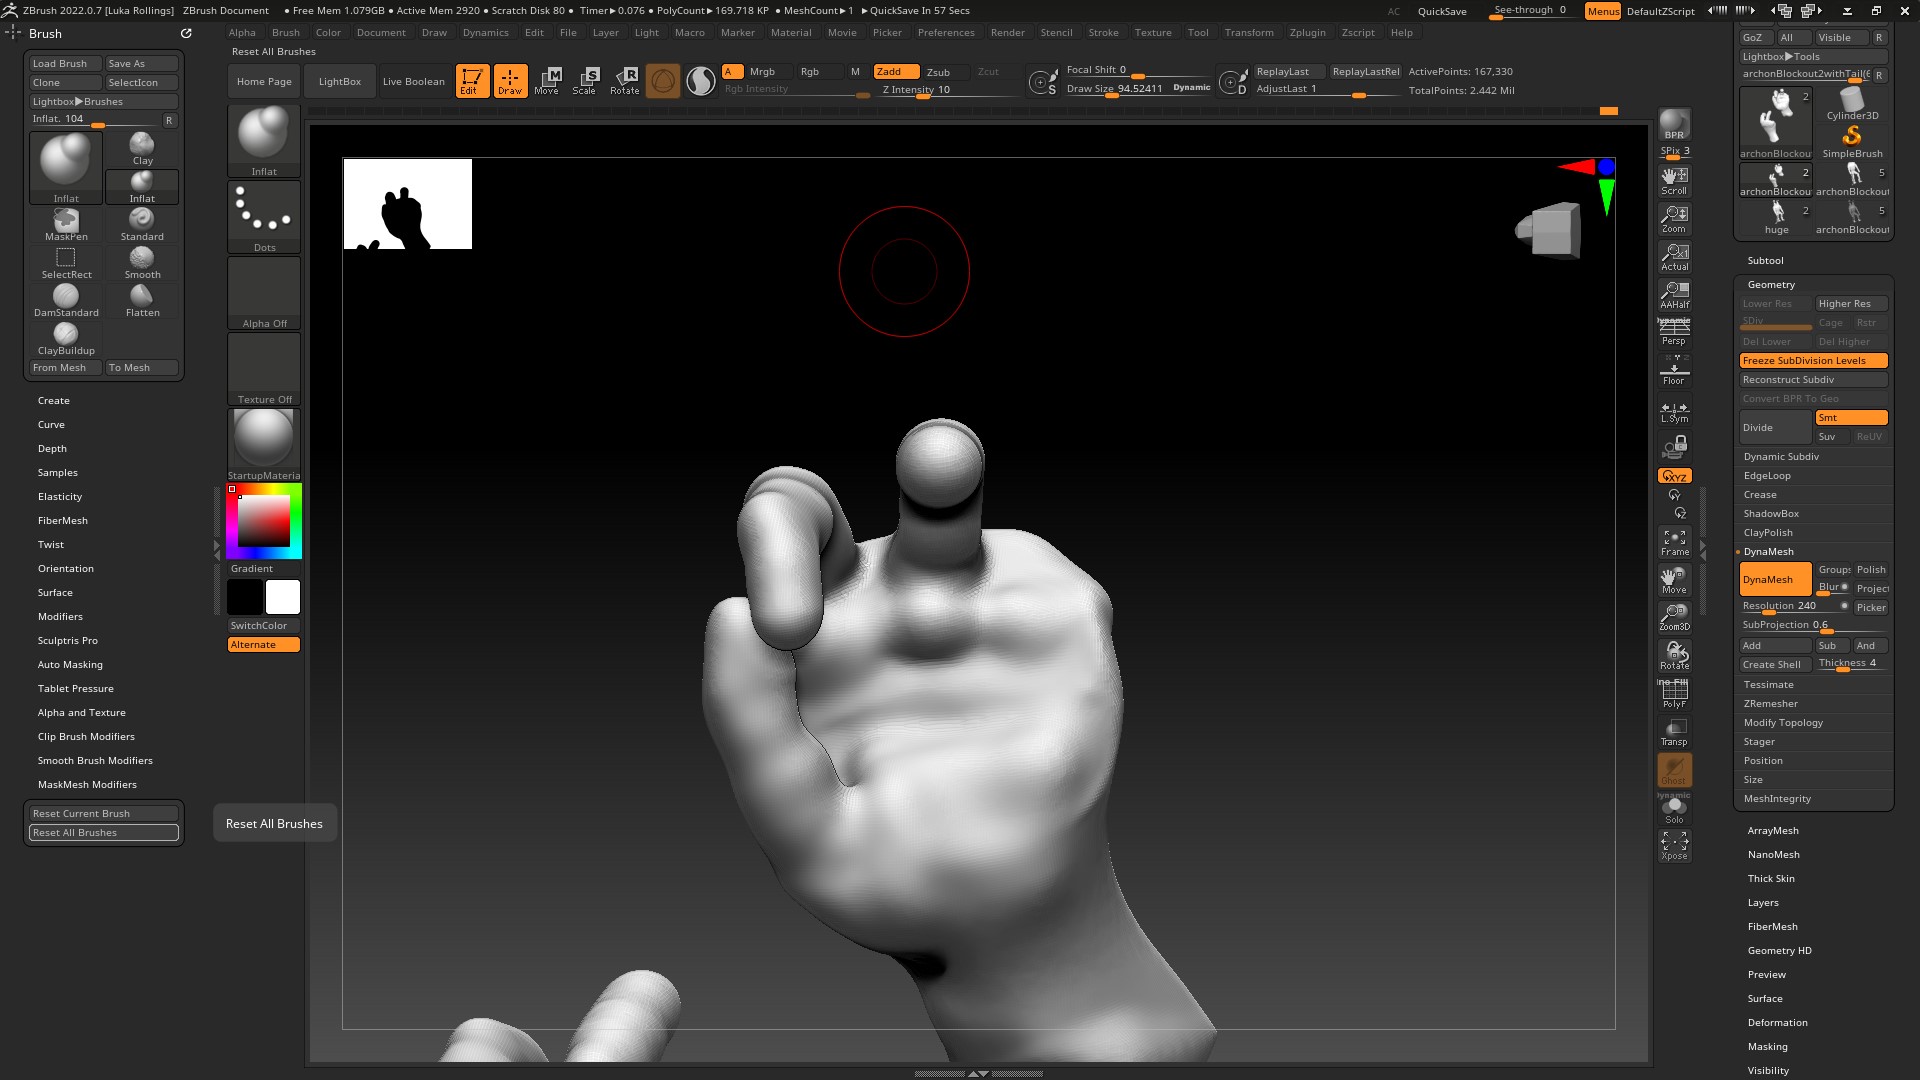 ZBrush 2022.0.7 [Luka Rollings] ZBrush Document • Free Mem 1.079GB • Active Mem 2920 • Scratch Disk 80 • Timer▶0.076 • PolyCount▶169.718 KP • MeshCount▶1 ▶QuickSave In 57 Secs AC QuickSave See-through 0 Menus DefaultZScript
Brush
Alpha Brush Color Document Draw Dynamics Edit File Layer Light Macro Marker Material Movie Picker Preferences Render Stencil Stroke Texture Tool Transform Zplugin Zscript Help
Reset All Brushes
Load Brush Save As
Clone SelectIcon
Lightbox▶Brushes
Inflat. 104 R
Clay
Inflat Inflat
MaskPen Standard
SelectRect Smooth
DamStandard Flatten
ClayBuildup
From Mesh To Mesh
Create
Curve
Depth
Samples
Elasticity
FiberMesh
Twist
Orientation
Surface
Modifiers
Sculptris Pro
Auto Masking
Tablet Pressure
Alpha and Texture
Clip Brush Modifiers
Smooth Brush Modifiers
MaskMesh Modifiers
Reset Current Brush
Reset All Brushes
Reset All Brushes
Home Page LightBox Live Boolean Edit Draw Move Scale Rotate
A Mrgb Rgb M Zadd Zsub Zcut
Rgb Intensity Z Intensity 10
S Focal Shift 0
Draw Size 94.52411 Dynamic
D ReplayLast ReplayLastRel ActivePoints: 167,330
AdjustLast 1 TotalPoints: 2.442 Mil
Inflat
Dots
Alpha Off
Texture Off
StartupMateria
Gradient
SwitchColor
Alternate
BPR
SPix 3
Scroll
Zoom
Actual
AAHalf
Dynamic
Persp
Floor
L.Sym
XYZ
Y
Z
Frame
Move
Zoom3D
Rotate
PolyF
Transp
Ghost
Dynamic
Solo
Xpose
GoZ All Visible R
Lightbox▶Tools
R
2 Cylinder3D
archonBlockou SimpleBrush
2 5
archonBlockou archonBlockout
2 5
huge archonBlockout
Subtool
Geometry
Lower Res Higher Res
SDiv Cage Rstr
Del Lower Del Higher
Freeze SubDivision Levels
Reconstruct Subdiv
Convert BPR To Geo
Divide Smt
Suv ReUV
Dynamic Subdiv
EdgeLoop
Crease
ShadowBox
ClayPolish
DynaMesh
DynaMesh Groups Polish
Blur Project
Resolution 240 Picker
SubProjection 0.6
Add Sub And
Create Shell Thickness 4
Tessimate
ZRemesher
Modify Topology
Stager
Position
Size
MeshIntegrity
ArrayMesh
NanoMesh
Thick Skin
Layers
FiberMesh
Geometry HD
Preview
Surface
Deformation
Masking
Visibility